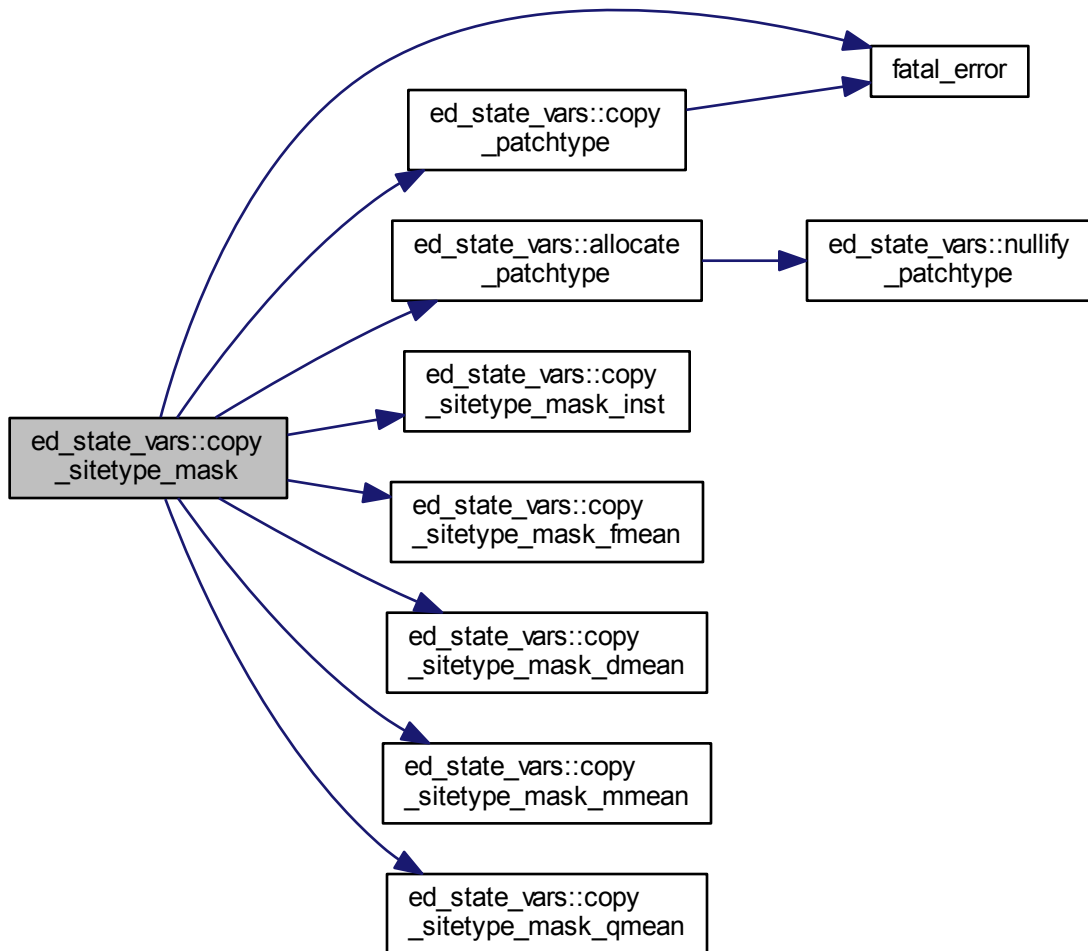 fatal_error
ed_state_vars::copy
_patchtype
ed_state_vars::allocate
_patchtype
ed_state_vars::nullify
_patchtype
ed_state_vars::copy
_sitetype_mask_inst
ed_state_vars::copy
_sitetype_mask
ed_state_vars::copy
_sitetype_mask_fmean
ed_state_vars::copy
_sitetype_mask_dmean
ed_state_vars::copy
_sitetype_mask_mmean
ed_state_vars::copy
_sitetype_mask_qmean